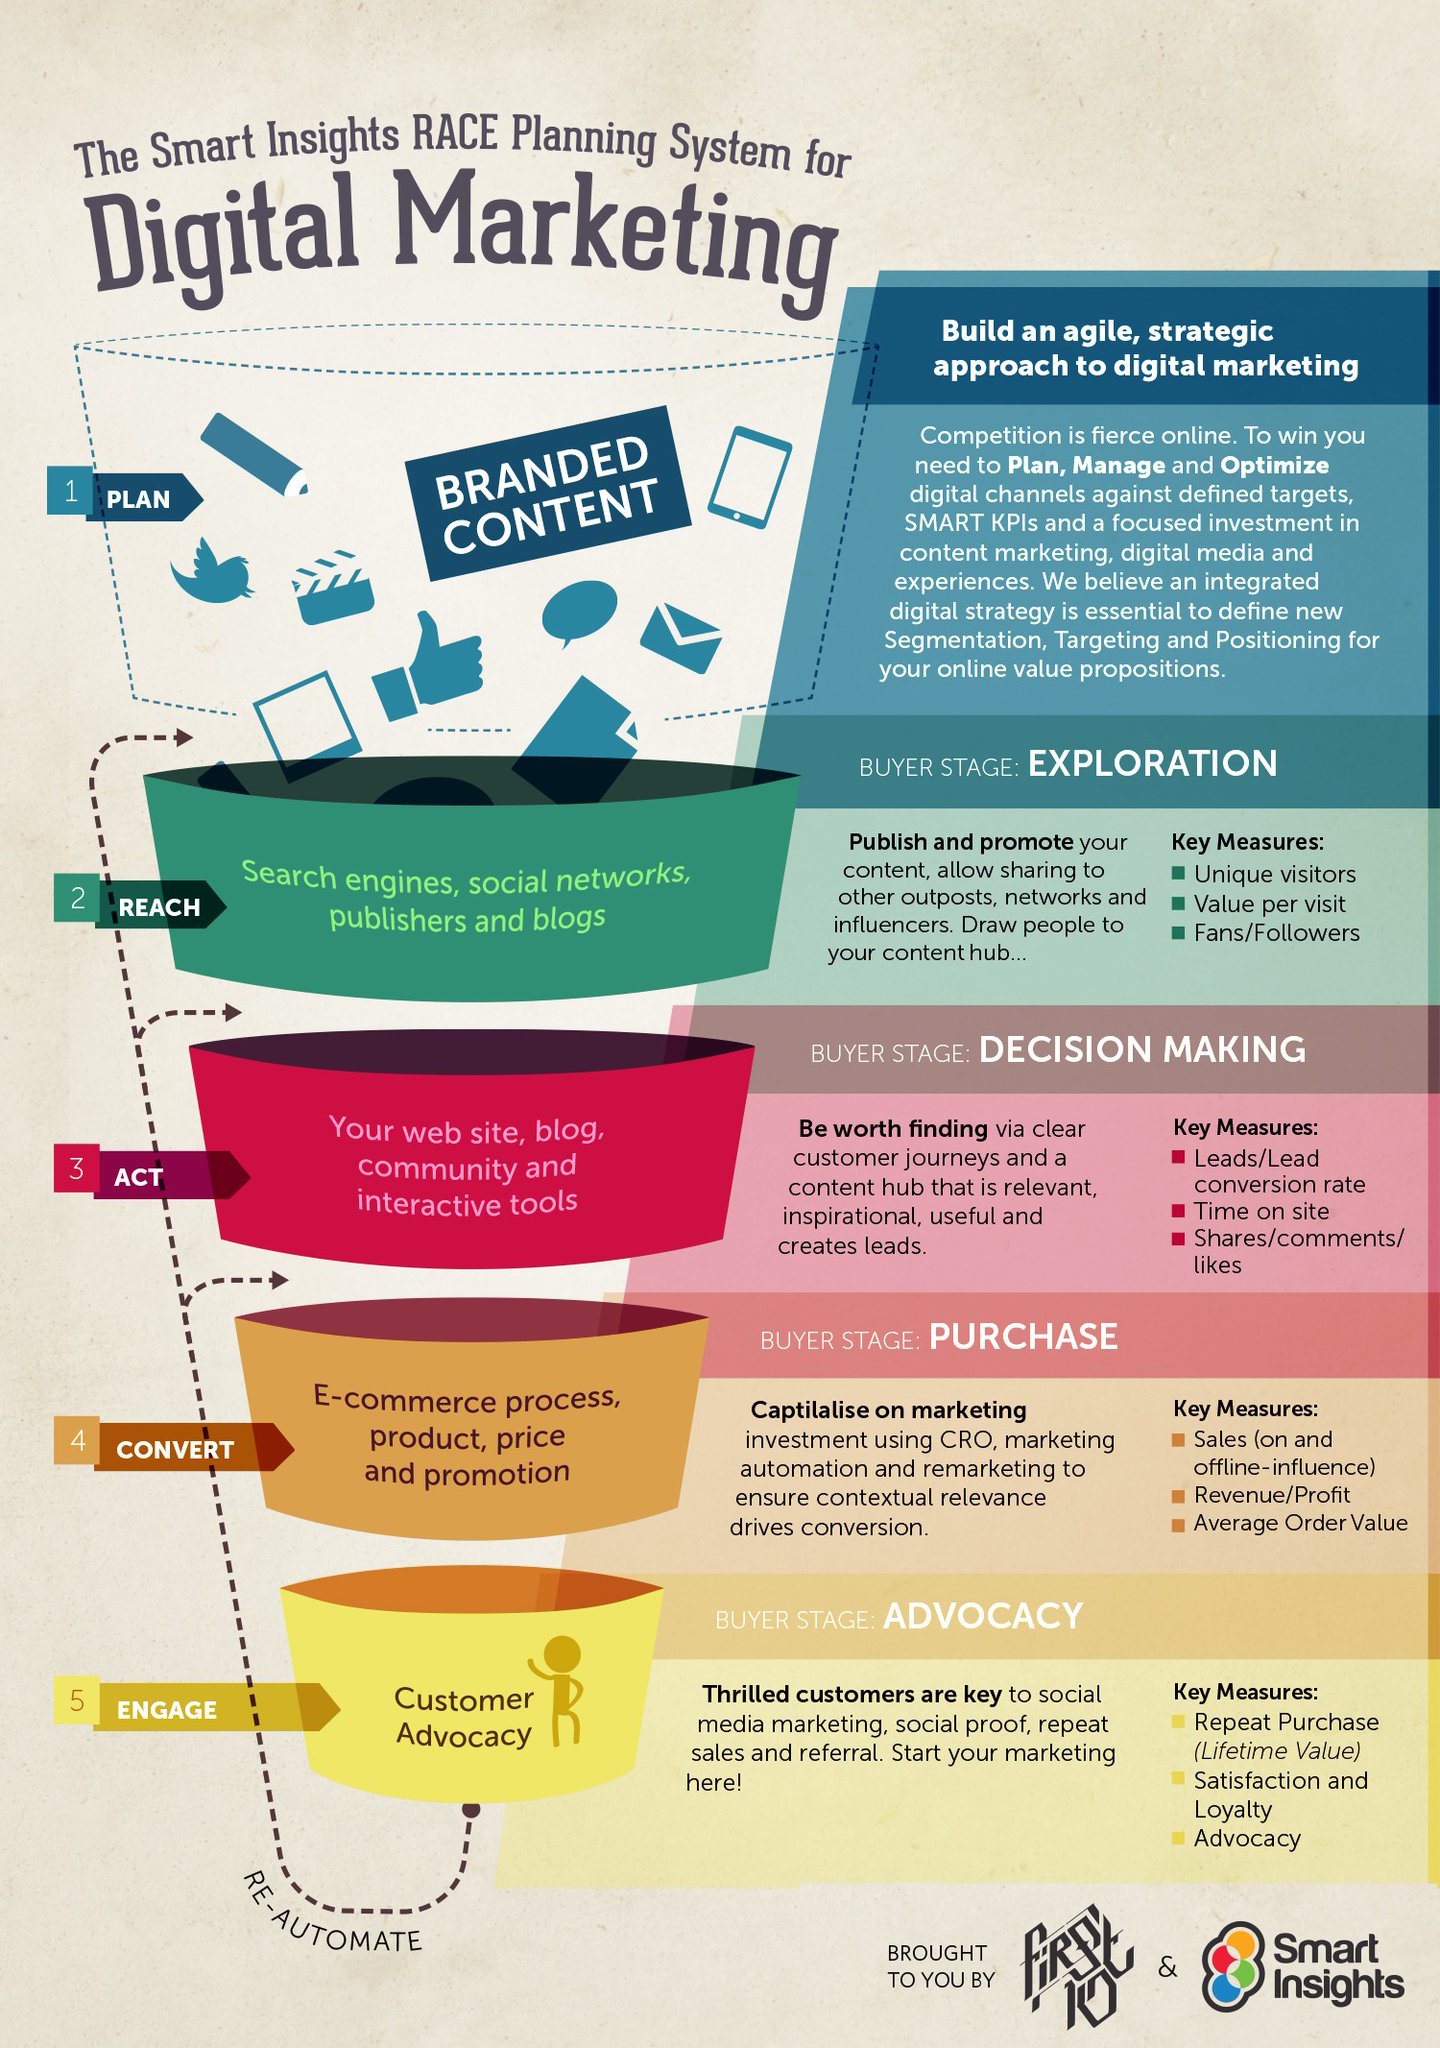 The Smart Insights RACE Planning System for
Digital Marketing
Build an agile, strategic
approach to digital marketing
Competition is fierce online. To win you
need to Plan, Manage and Optimize
digital channels against defined targets,
SMART KPIs and a focused investment in
content marketing, digital media and
experiences. We believe an integrated
digital strategy is essential to define new
Segmentation, Targeting and Positioning for
your online value propositions.
1 PLAN
BRANDED
CONTENT
BUYER STAGE: EXPLORATION
2 REACH
Search engines, social networks,
publishers and blogs
Publish and promote your
content, allow sharing to
other outposts, networks and
influencers. Draw people to
your content hub...
Key Measures:
Unique visitors
Value per visit
Fans/Followers
BUYER STAGE: DECISION MAKING
3 ACT
Your web site, blog,
community and
interactive tools
Be worth finding via clear
customer journeys and a
content hub that is relevant,
inspirational, useful and
creates leads.
Key Measures:
Leads/Lead
conversion rate
Time on site
Shares/comments/
likes
BUYER STAGE: PURCHASE
4 CONVERT
E-commerce process,
product, price
and promotion
Captilalise on marketing
investment using CRO, marketing
automation and remarketing to
ensure contextual relevance
drives conversion.
Key Measures:
Sales (on and
offline-influence)
Revenue/Profit
Average Order Value
BUYER STAGE: ADVOCACY
5 ENGAGE
Customer
Advocacy
Thrilled customers are key to social
media marketing, social proof, repeat
sales and referral. Start your marketing
here!
Key Measures:
Repeat Purchase
(Lifetime Value)
Satisfaction and
Loyalty
Advocacy
RE-AUTOMATE
BROUGHT
TO YOU BY
first
10
&
Smart
Insights